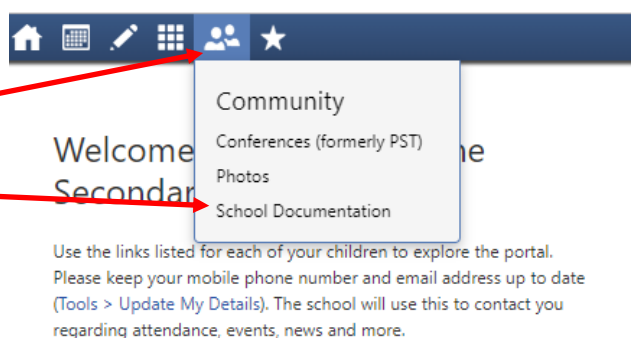 Community
Conferences (formerly PST)
Photos
School Documentation
Welcome
Secondar
Use the links listed for each of your children to explore the portal.
Please keep your mobile phone number and email address up to date
(Tools > Update My Details). The school will use this to contact you
regarding attendance, events, news and more.